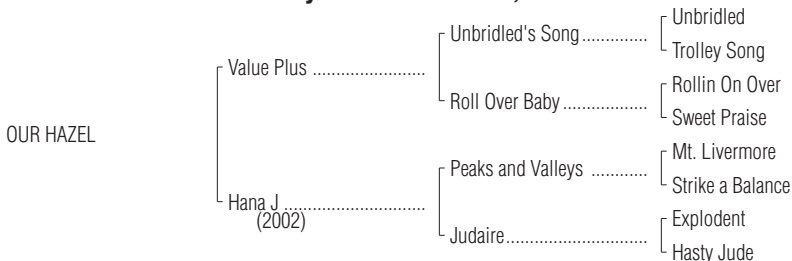 Unbridled
Unbridled's Song..............
Trolley Song
Value Plus ........................
Rollin On Over
Roll Over Baby..................
Sweet Praise
OUR HAZEL
Mt. Livermore
Peaks and Valleys ............
Strike a Balance
Hana J ..............................
(2002)
Explodent
Judaire..............................
Hasty Jude